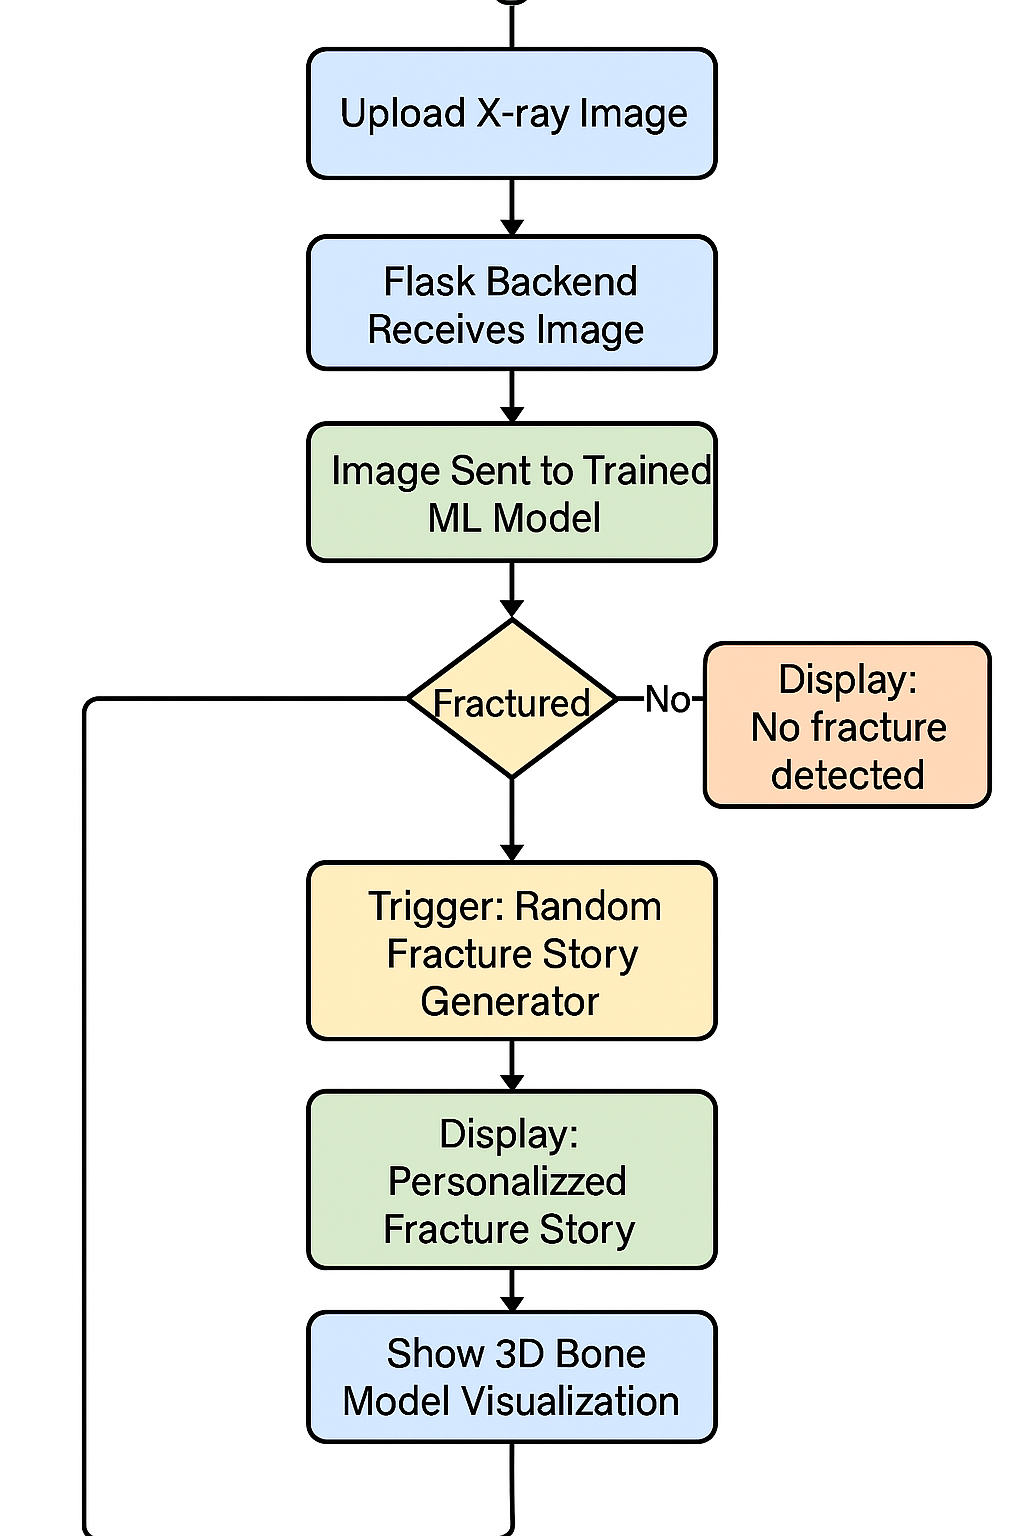 Upload X-ray Image
Flask Backend
Receives Image
Image Sent to Trained
ML Model
Fractured
No
Display:
No fracture
detected
Trigger: Random
Fracture Story
Generator
Display:
Personalizzed
Fracture Story
Show 3D Bone
Model Visualization